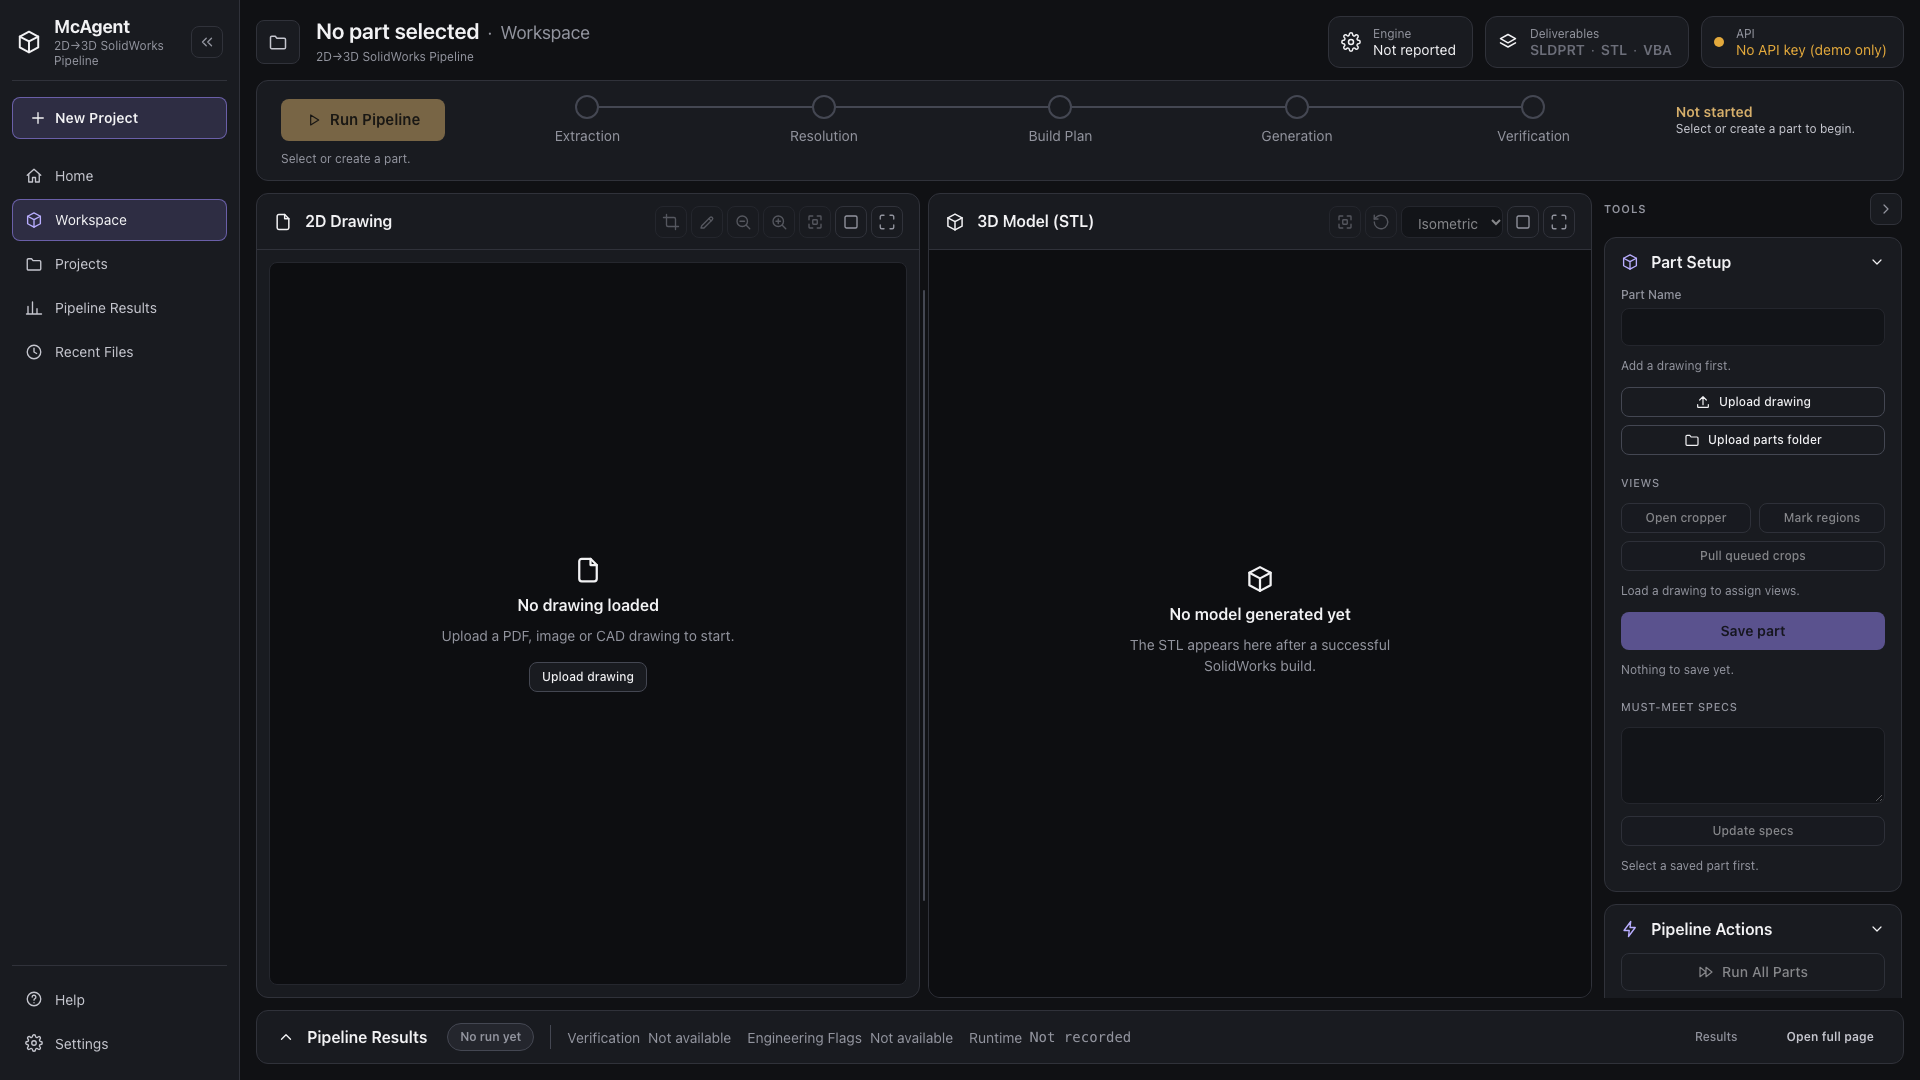 McAgent
2D→3D SolidWorks
Pipeline
New Project
Home
Workspace
Projects
Pipeline Results
Recent Files
Help
Settings
No part selected · Workspace
2D→3D SolidWorks Pipeline
Engine
Not reported
Deliverables
SLDPRT · STL · VBA
API
No API key (demo only)
Run Pipeline
Select or create a part.
Extraction
Resolution
Build Plan
Generation
Verification
Not started
Select or create a part to begin.
2D Drawing
No drawing loaded
Upload a PDF, image or CAD drawing to start.
Upload drawing
3D Model (STL)
Isometric
No model generated yet
The STL appears here after a successful
SolidWorks build.
TOOLS
Part Setup
Part Name
Add a drawing first.
Upload drawing
Upload parts folder
VIEWS
Open cropper
Mark regions
Pull queued crops
Load a drawing to assign views.
Save part
Nothing to save yet.
MUST-MEET SPECS
Update specs
Select a saved part first.
Pipeline Actions
Run All Parts
Pipeline Results
No run yet
Verification Not available
Engineering Flags Not available
Runtime Not recorded
Results
Open full page